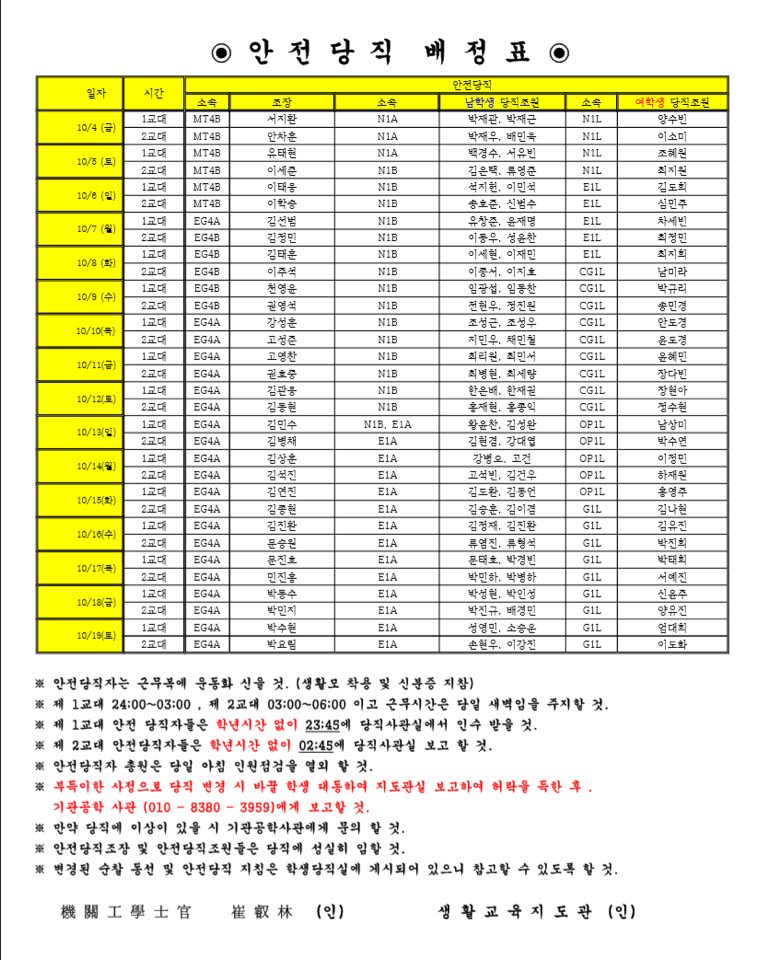 ◉ 안 전 당 직 배 정 표 ◉
일자 시간 안전당직
소속 조장 소속 남학생 당직조원 소속 여학생 당직조원
10/4 (금) 1교대 MT4B 서지환 N1A 박재관, 박재근 N1L 양수빈
2교대 MT4B 안차훈 N1A 박재우, 배민욱 N1L 이소미
10/5 (토) 1교대 MT4B 유태현 N1A 백경수, 서유빈 N1L 조혜원
2교대 MT4B 이세준 N1B 김은택, 류영준 N1L 최지원
10/6 (일) 1교대 MT4B 이태웅 N1B 석지헌, 이민석 E1L 김도희
2교대 MT4B 이학승 N1B 송호준, 신범수 E1L 심민주
10/7 (월) 1교대 EG4A 김선범 N1B 유창준, 윤재명 E1L 차세빈
2교대 EG4B 김정민 N1B 이동우, 성윤찬 E1L 최정민
10/8 (화) 1교대 EG4B 김태훈 N1B 이세현, 이재민 E1L 최지희
2교대 EG4B 이주석 N1B 이종서, 이지호 CG1L 남미라
10/9 (수) 1교대 EG4B 천영운 N1B 임광섭, 임동찬 CG1L 박규리
2교대 EG4B 권영석 N1B 전현우, 정진원 CG1L 송민경
10/10(목) 1교대 EG4A 강성훈 N1B 조성근, 조성우 CG1L 안도경
2교대 EG4A 고성준 N1B 지민우, 채민철 CG1L 윤도경
10/11(금) 1교대 EG4A 고영찬 N1B 최리원, 최민서 CG1L 윤혜민
2교대 EG4A 권호중 N1B 최병현, 최세량 CG1L 장다빈
10/12(토) 1교대 EG4A 김관웅 N1B 한은배, 한재권 CG1L 장현아
2교대 EG4A 김동현 N1B 홍재현, 홍종익 CG1L 정수현
10/13(일) 1교대 EG4A 김민수 N1B, E1A 황윤찬, 김성완 OP1L 남상미
2교대 EG4A 김병채 E1A 김현겸, 강대엽 OP1L 박수연
10/14(월) 1교대 EG4A 김상훈 E1A 강병오, 고건 OP1L 이정민
2교대 EG4A 김석진 E1A 고석빈, 김건우 OP1L 하재원
10/15(화) 1교대 EG4A 김연진 E1A 김도완, 김동언 OP1L 홍영주
2교대 EG4A 김종현 E1A 김승훈, 김이겸 G1L 김나현
10/16(수) 1교대 EG4A 김진환 E1A 김정재, 김진환 G1L 김유진
2교대 EG4A 문승원 E1A 류염진, 류형석 G1L 박진희
10/17(목) 1교대 EG4A 문진호 E1A 문태호, 박경빈 G1L 박태희
2교대 EG4A 민진홍 E1A 박민하, 박병하 G1L 서예진
10/18(금) 1교대 EG4A 박동수 E1A 박성현, 박인성 G1L 신윤주
2교대 EG4A 박민지 E1A 박진규, 배경민 G1L 양유진
10/19(토) 1교대 EG4A 박수현 E1A 성영민, 소승운 G1L 엄대희
2교대 EG4A 박요림 E1A 손현우, 이강진 G1L 이도화
※ 안전당직자는 근무복에 운동화 신을 것. (생활모 착용 및 신분증 지참)
※ 제 1교대 24:00~03:00 , 제 2교대 03:00~06:00 이고 근무시간은 당일 새벽임을 주지할 것.
※ 제 1교대 안전 당직자들은 학년시간 없이 23:45에 당직사관실에서 인수 받을 것.
※ 제 2교대 안전당직자들은 학년시간 없이 02:45에 당직사관실 보고 할 것.
※ 안전당직자 총원은 당일 아침 인원점검을 열외 할 것.
※ 부득이한 사정으로 당직 변경 시 바꿀 학생 대동하여 지도관실 보고하여 허락을 득한 후 .
기관공학 사관 (010 - 8380 - 3959)에게 보고할 것.
※ 만약 당직에 이상이 있을 시 기관공학사관에게 문의 할 것.
※ 안전당직조장 및 안전당직조원들은 당직에 성실히 임할 것.
※ 변경된 순찰 동선 및 안전당직 지침은 학생당직실에 게시되어 있으니 참고할 수 있도록 할 것.
機 關 工 學 士 官 崔 叡 林 (인) 생 활 교 육 지 도 관 (인)